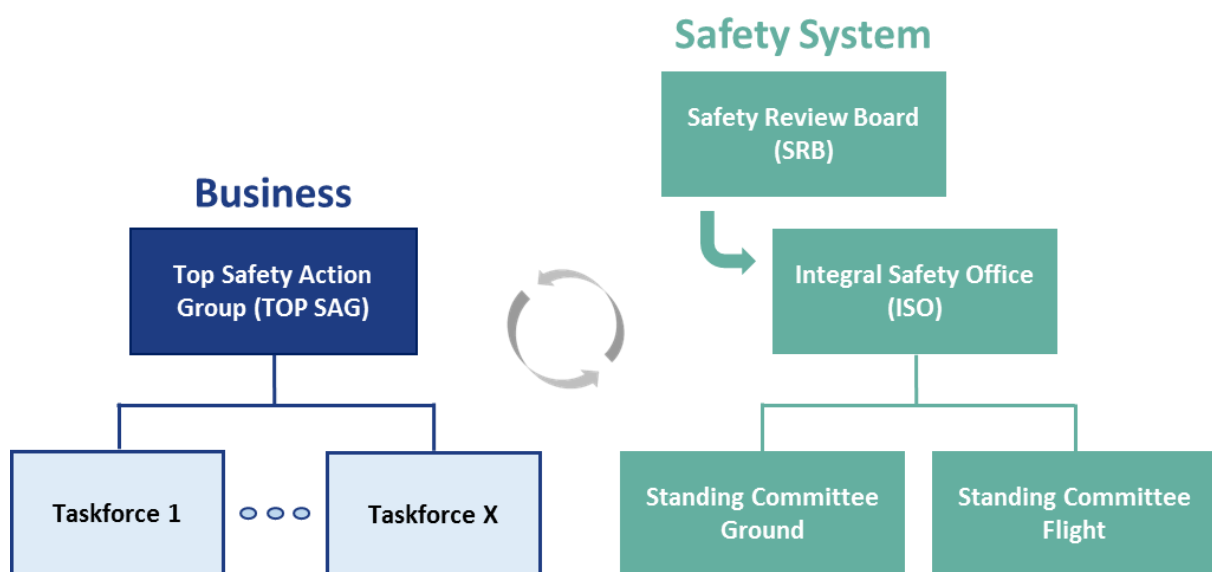 Safety System
Safety Review Board
(SRB)
Business
Top Safety Action
Group (TOP SAG)
Integral Safety Office
(ISO)
Taskforce 1
Taskforce X
Standing Committee
Ground
Standing Committee
Flight